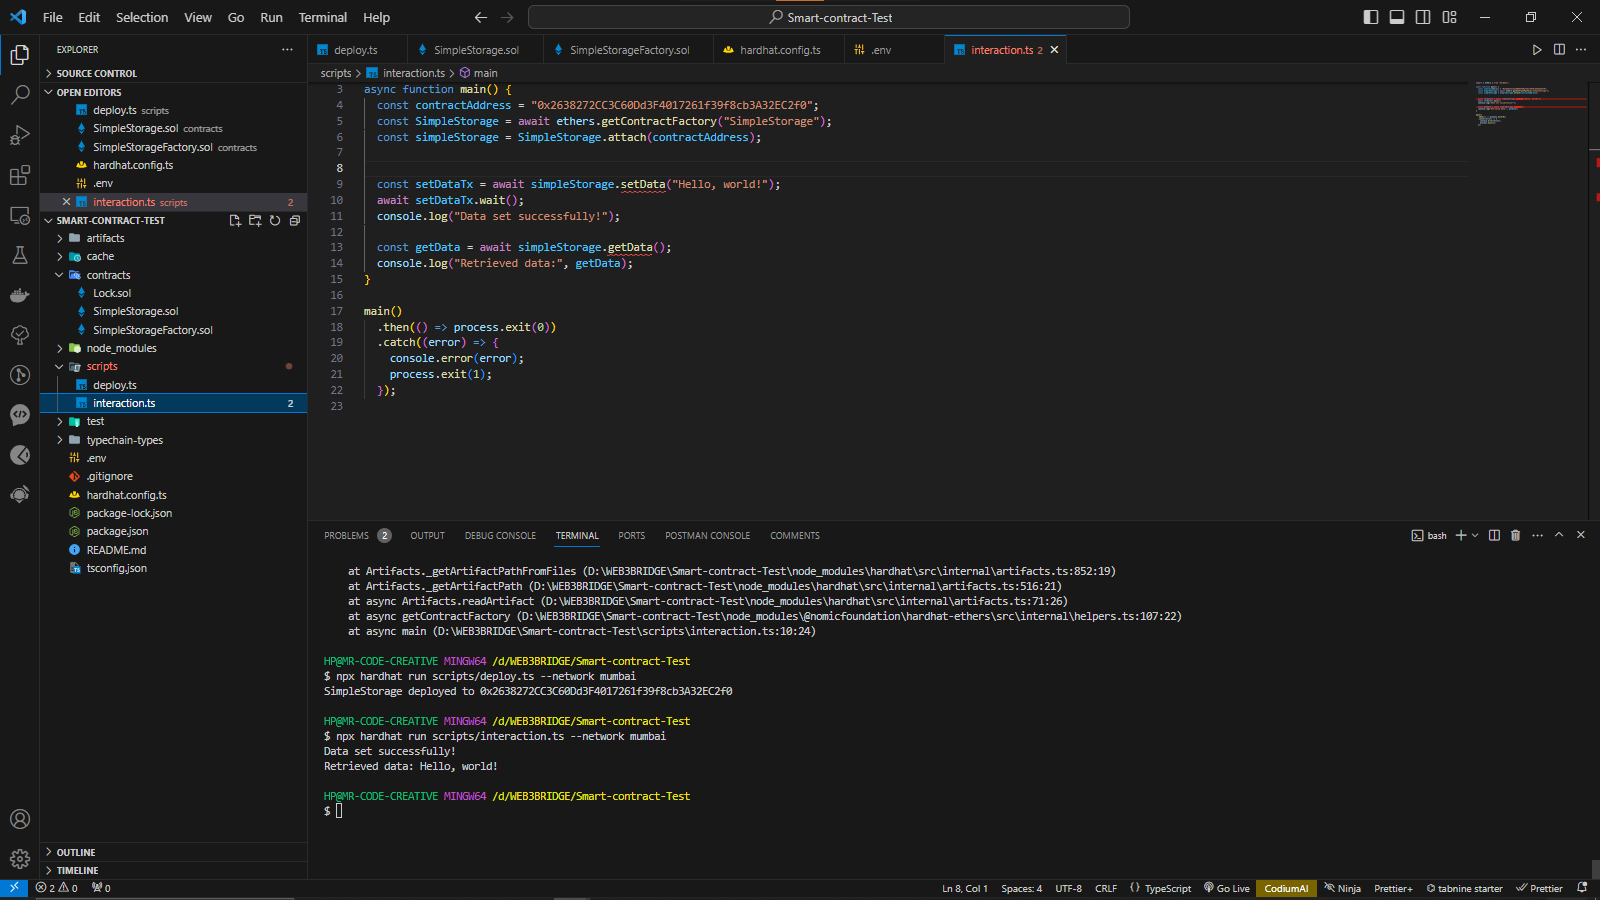 File Edit Selection View Go Run Terminal Help
Smart-contract-Test
EXPLORER
SOURCE CONTROL
OPEN EDITORS
deploy.ts scripts
SimpleStorage.sol contracts
SimpleStorageFactory.sol contracts
hardhat.config.ts
.env
interaction.ts scripts 2
SMART-CONTRACT-TEST
artifacts
cache
contracts
Lock.sol
SimpleStorage.sol
SimpleStorageFactory.sol
node_modules
scripts
deploy.ts
interaction.ts 2
test
typechain-types
.env
.gitignore
hardhat.config.ts
package-lock.json
package.json
README.md
tsconfig.json
OUTLINE
TIMELINE
deploy.ts SimpleStorage.sol SimpleStorageFactory.sol hardhat.config.ts .env interaction.ts 2
scripts > interaction.ts > main
3 async function main() {
4 const contractAddress = "0x2638272CC3C60Dd3F4017261f39f8cb3A32EC2f0";
5 const SimpleStorage = await ethers.getContractFactory("SimpleStorage");
6 const simpleStorage = SimpleStorage.attach(contractAddress);
7
8
9 const setDataTx = await simpleStorage.setData("Hello, world!");
10 await setDataTx.wait();
11 console.log("Data set successfully!");
12
13 const getData = await simpleStorage.getData();
14 console.log("Retrieved data:", getData);
15 }
16
17 main()
18 .then(() => process.exit(0))
19 .catch((error) => {
20 console.error(error);
21 process.exit(1);
22 });
23
PROBLEMS 2 OUTPUT DEBUG CONSOLE TERMINAL PORTS POSTMAN CONSOLE COMMENTS
bash
at Artifacts._getArtifactPathFromFiles (D:\WEB3BRIDGE\Smart-contract-Test\node_modules\hardhat\src\internal\artifacts.ts:852:19)
at Artifacts._getArtifactPath (D:\WEB3BRIDGE\Smart-contract-Test\node_modules\hardhat\src\internal\artifacts.ts:516:21)
at async Artifacts.readArtifact (D:\WEB3BRIDGE\Smart-contract-Test\node_modules\hardhat\src\internal\artifacts.ts:71:26)
at async getContractFactory (D:\WEB3BRIDGE\Smart-contract-Test\node_modules\@nomicfoundation\hardhat-ethers\src\internal\helpers.ts:107:22)
at async main (D:\WEB3BRIDGE\Smart-contract-Test\scripts\interaction.ts:10:24)
HP@MR-CODE-CREATIVE MINGW64 /d/WEB3BRIDGE/Smart-contract-Test
$ npx hardhat run scripts/deploy.ts --network mumbai
SimpleStorage deployed to 0x2638272CC3C60Dd3F4017261f39f8cb3A32EC2f0
HP@MR-CODE-CREATIVE MINGW64 /d/WEB3BRIDGE/Smart-contract-Test
$ npx hardhat run scripts/interaction.ts --network mumbai
Data set successfully!
Retrieved data: Hello, world!
HP@MR-CODE-CREATIVE MINGW64 /d/WEB3BRIDGE/Smart-contract-Test
$
2 0 0 Ln 8, Col 1 Spaces: 4 UTF-8 CRLF {} TypeScript Go Live CodiumAI Ninja Prettier+ tabnine starter Prettier